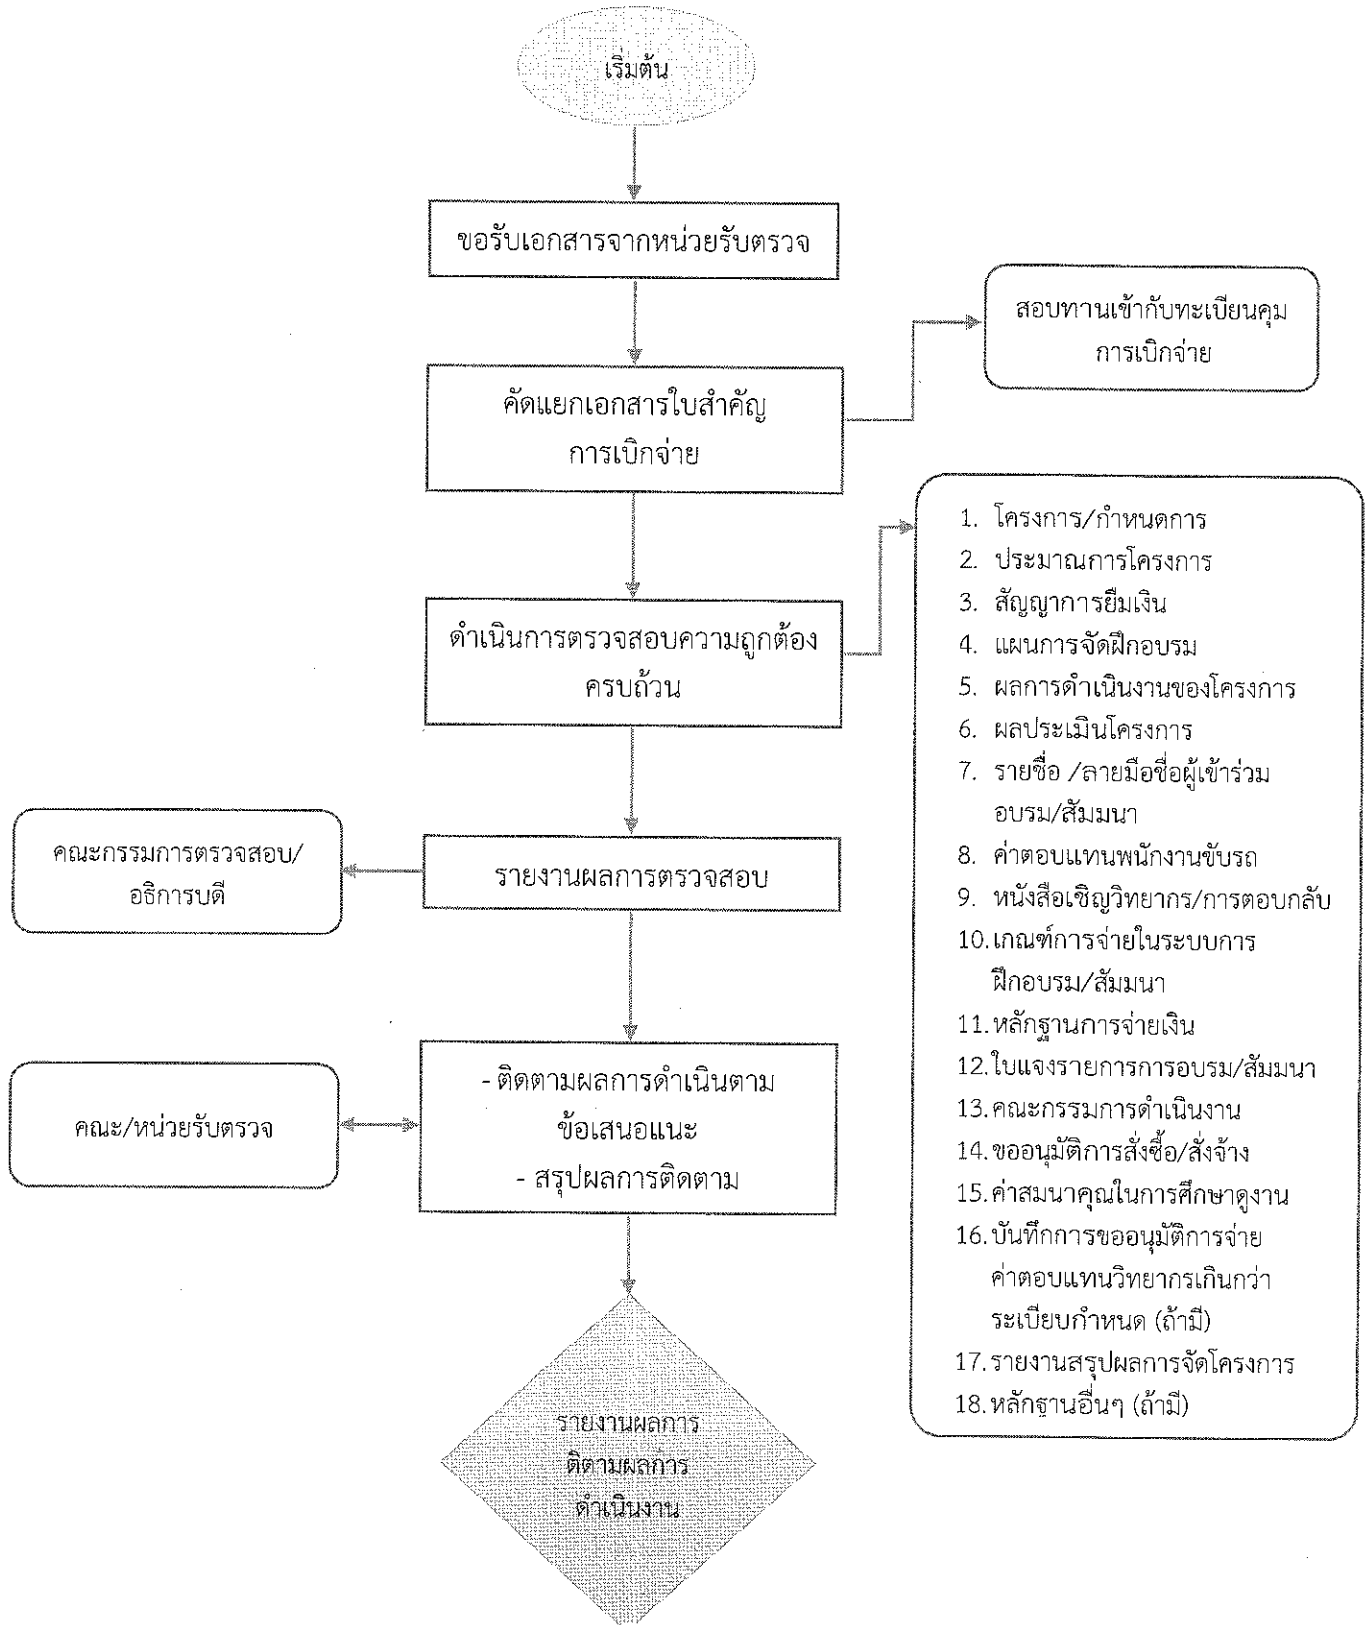 เริ่มต้น
ขอรับเอกสารจากหน่วยรับตรวจ
สอบทานเข้ากับทะเบียนคุม
การเบิกจ่าย
คัดแยกเอกสารใบสำคัญ
การเบิกจ่าย
ดำเนินการตรวจสอบความถูกต้อง
ครบถ้วน
1. โครงการ/กำหนดการ
2. ประมาณการโครงการ
3. สัญญาการยืมเงิน
4. แผนการจัดฝึกอบรม
5. ผลการดำเนินงานของโครงการ
6. ผลประเมินโครงการ
7. รายชื่อ /ลายมือชื่อผู้เข้าร่วม
อบรม/สัมมนา
8. ค่าตอบแทนพนักงานขับรถ
9. หนังสือเชิญวิทยากร/การตอบกลับ
10. เกณฑ์การจ่ายในระบบการ
ฝึกอบรม/สัมมนา
11. หลักฐานการจ่ายเงิน
12. ใบแจงรายการการอบรม/สัมมนา
13. คณะกรรมการดำเนินงาน
14. ขออนุมัติการสั่งซื้อ/สั่งจ้าง
15. ค่าสมนาคุณในการศึกษาดูงาน
16. บันทึกการขออนุมัติการจ่าย
ค่าตอบแทนวิทยากรเกินกว่า
ระเบียบกำหนด (ถ้ามี)
17. รายงานสรุปผลการจัดโครงการ
18. หลักฐานอื่นๆ (ถ้ามี)
คณะกรรมการตรวจสอบ/
อธิการบดี
รายงานผลการตรวจสอบ
คณะ/หน่วยรับตรวจ
- ติดตามผลการดำเนินตาม
ข้อเสนอแนะ
- สรุปผลการติดตาม
รายงานผลการ
ติตามผลการ
ดำเนินงาน